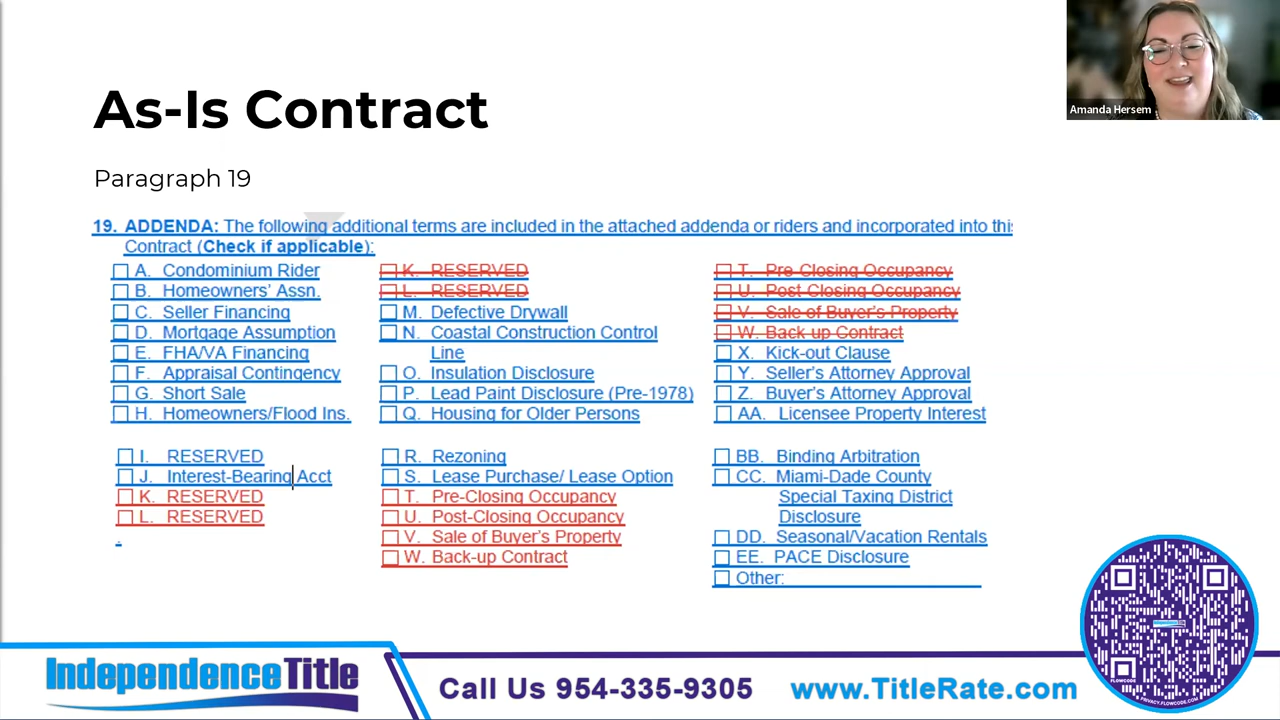 Amanda Hersem
As-Is Contract
Paragraph 19
19. ADDENDA: The following additional terms are included in the attached addenda or riders and incorporated into this
Contract (Check if applicable):
A. Condominium Rider
B. Homeowners' Assn.
C. Seller Financing
D. Mortgage Assumption
E. FHA/VA Financing
F. Appraisal Contingency
G. Short Sale
H. Homeowners/Flood Ins.
I. RESERVED
J. Interest-Bearing Acct
K. RESERVED
L. RESERVED
.
K. RESERVED
L. RESERVED
M. Defective Drywall
N. Coastal Construction Control
Line
O. Insulation Disclosure
P. Lead Paint Disclosure (Pre-1978)
Q. Housing for Older Persons
R. Rezoning
S. Lease Purchase/ Lease Option
T. Pre-Closing Occupancy
U. Post-Closing Occupancy
V. Sale of Buyer's Property
W. Back-up Contract
T. Pre-Closing Occupancy
U. Post-Closing Occupancy
V. Sale of Buyer's Property
W. Back-up Contract
X. Kick-out Clause
Y. Seller's Attorney Approval
Z. Buyer's Attorney Approval
AA. Licensee Property Interest
BB. Binding Arbitration
CC. Miami-Dade County
Special Taxing District
Disclosure
DD. Seasonal/Vacation Rentals
EE. PACE Disclosure
Other:
IndependenceTitle
Call Us 954-335-9305
www.TitleRate.com
FLOWCODE
PRIVACY.FLOWCODE.COM